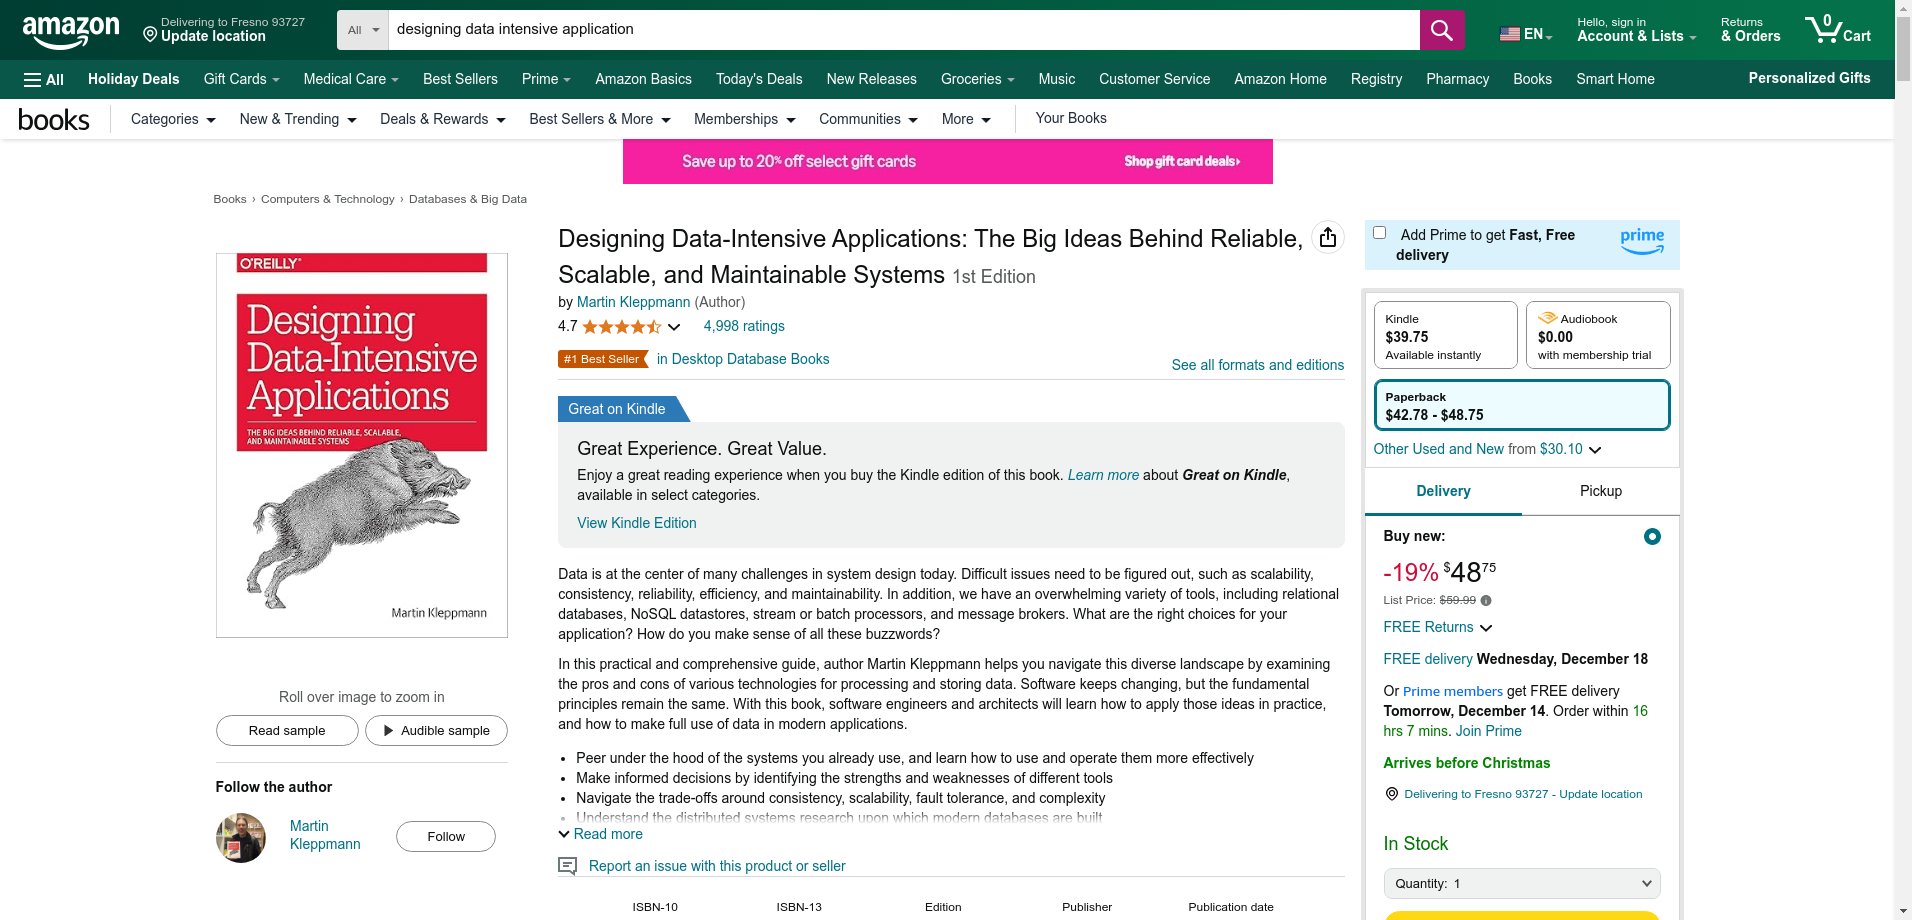 amazon
Delivering to Fresno 93727
Update location
All
designing data intensive application
EN
Hello, sign in
Account & Lists
Returns
& Orders
0
Cart
All
Holiday Deals
Gift Cards
Medical Care
Best Sellers
Prime
Amazon Basics
Today's Deals
New Releases
Groceries
Music
Customer Service
Amazon Home
Registry
Pharmacy
Books
Smart Home
Personalized Gifts
books
Categories
New & Trending
Deals & Rewards
Best Sellers & More
Memberships
Communities
More
Your Books
Save up to 20% off select gift cards
Shop gift card deals›
Books › Computers & Technology › Databases & Big Data
O'REILLY®
Designing
Data-Intensive
Applications
THE BIG IDEAS BEHIND RELIABLE, SCALABLE,
AND MAINTAINABLE SYSTEMS
Martin Kleppmann
Roll over image to zoom in
Read sample
Audible sample
Follow the author
Martin
Kleppmann
Follow
Designing Data-Intensive Applications: The Big Ideas Behind Reliable,
Scalable, and Maintainable Systems 1st Edition
by Martin Kleppmann (Author)
4.7
4,998 ratings
#1 Best Seller
in Desktop Database Books
See all formats and editions
Great on Kindle
Great Experience. Great Value.
Enjoy a great reading experience when you buy the Kindle edition of this book. Learn more about Great on Kindle,
available in select categories.
View Kindle Edition
Data is at the center of many challenges in system design today. Difficult issues need to be figured out, such as scalability,
consistency, reliability, efficiency, and maintainability. In addition, we have an overwhelming variety of tools, including relational
databases, NoSQL datastores, stream or batch processors, and message brokers. What are the right choices for your
application? How do you make sense of all these buzzwords?
In this practical and comprehensive guide, author Martin Kleppmann helps you navigate this diverse landscape by examining
the pros and cons of various technologies for processing and storing data. Software keeps changing, but the fundamental
principles remain the same. With this book, software engineers and architects will learn how to apply those ideas in practice,
and how to make full use of data in modern applications.
• Peer under the hood of the systems you already use, and learn how to use and operate them more effectively
• Make informed decisions by identifying the strengths and weaknesses of different tools
• Navigate the trade-offs around consistency, scalability, fault tolerance, and complexity
• Understand the distributed systems research upon which modern databases are built
Read more
Report an issue with this product or seller
ISBN-10
ISBN-13
Edition
Publisher
Publication date
Add Prime to get Fast, Free
delivery
prime
Kindle
$39.75
Available instantly
Audiobook
$0.00
with membership trial
Paperback
$42.78 - $48.75
Other Used and New from $30.10
Delivery
Pickup
Buy new:
-19% $48 75
List Price: $59.99
FREE Returns
FREE delivery Wednesday, December 18
Or Prime members get FREE delivery
Tomorrow, December 14. Order within 16
hrs 7 mins. Join Prime
Arrives before Christmas
Delivering to Fresno 93727 - Update location
In Stock
Quantity: 1